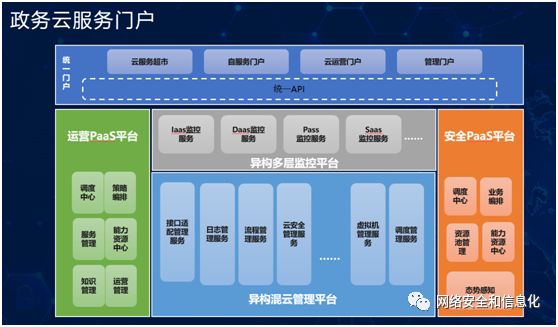 政务云服务门户
统一门户
云服务超市
自服务门户
云运营门户
管理门户
统一API
运营PaaS平台
调度
中心
策略
编排
服务
管理
能力
资源
中心
知识
管理
运营
管理
Iaas监控
服务
Daas监控
服务
Pass
监控服务
Saas
监控服务
......
异构多层监控平台
接口适
配管理
服务
日志管
理服务
流程管
理服务
云安全
管理服
务
......
虚拟机
管理服
务
调度管
理服务
异构混云管理平台
安全PaaS平台
调度
中心
业务
编排
资源
池管
理
能力
资源
中心
态势感知
网络安全和信息化